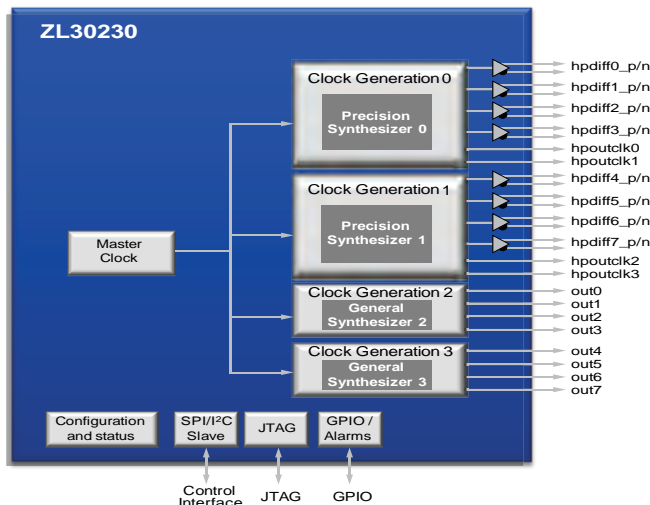 ZL30230
Clock Generation 0
Precision
Synthesizer 0
hpdiff0_p/n
hpdiff1_p/n
hpdiff2_p/n
hpdiff3_p/n
hpoutclk0
hpoutclk1
Clock Generation 1
Precision
Synthesizer 1
hpdiff4_p/n
hpdiff5_p/n
hpdiff6_p/n
hpdiff7_p/n
hpoutclk2
hpoutclk3
Master
Clock
Clock Generation 2
General
Synthesizer 2
out0
out1
out2
out3
Clock Generation 3
General
Synthesizer 3
out4
out5
out6
out7
Configuration
and status
SPI/I²C
Slave
JTAG
GPIO /
Alarms
Control
Interface
JTAG
GPIO